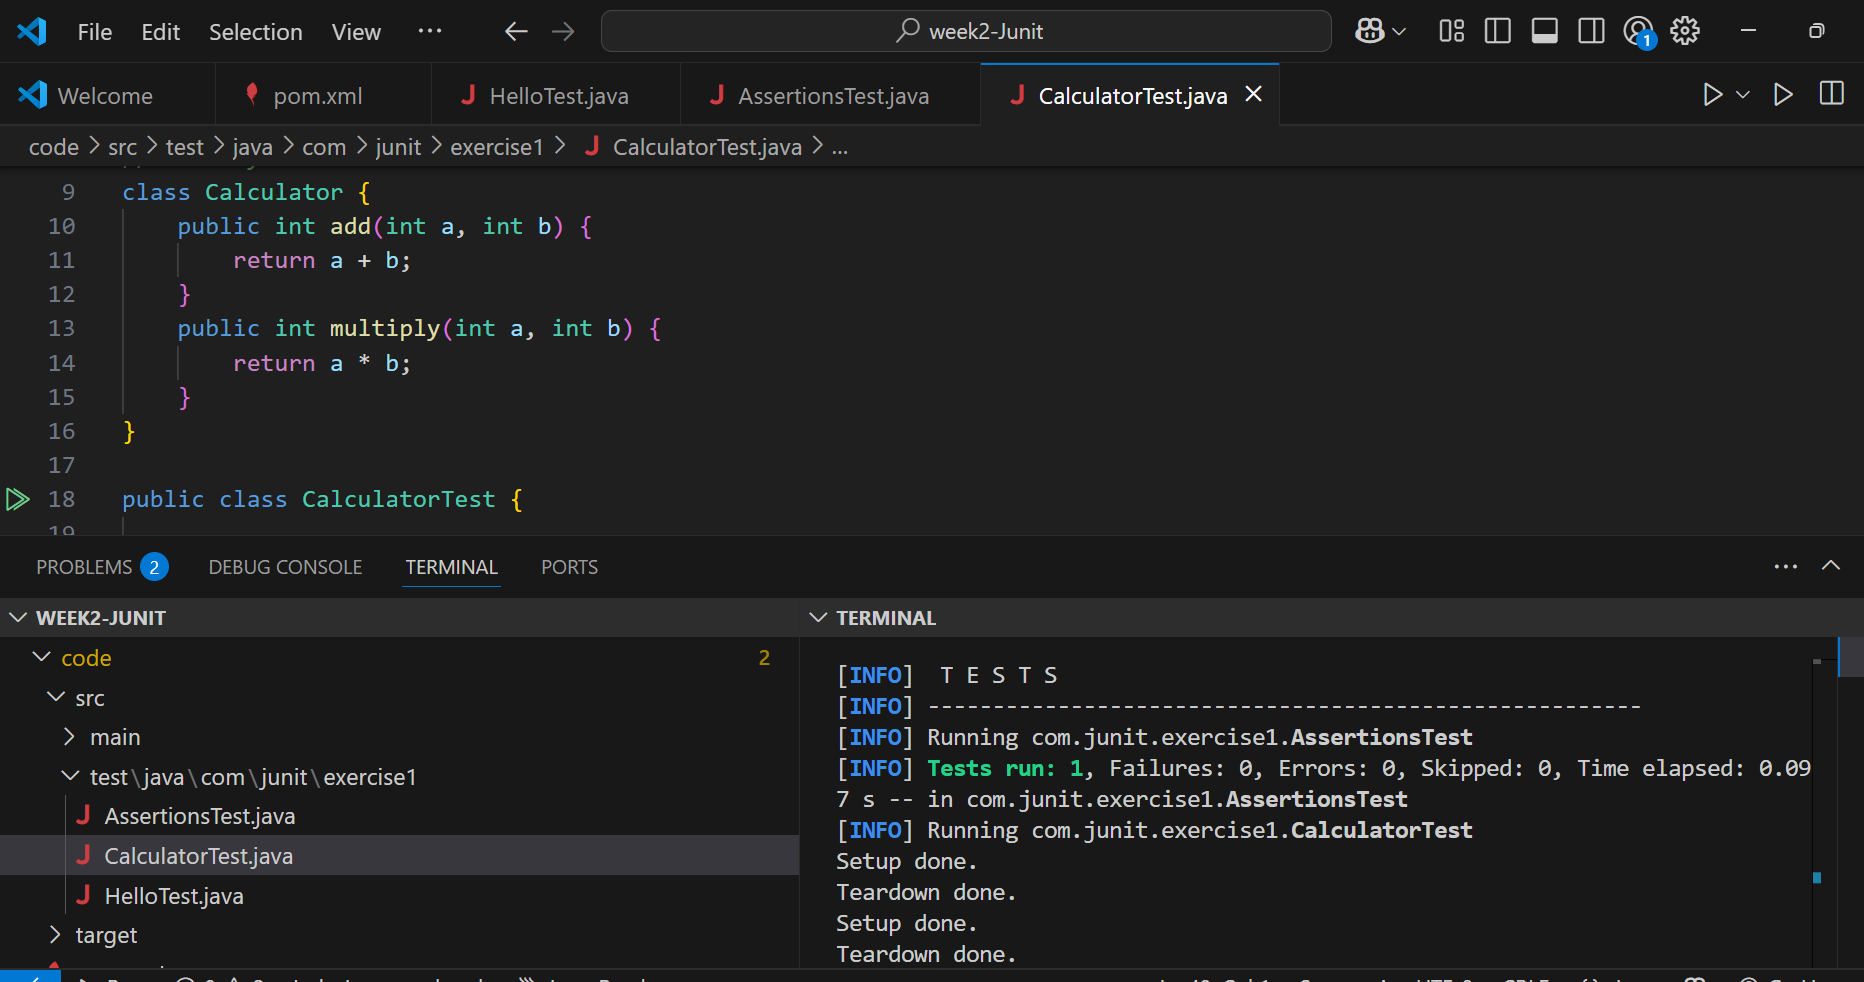 File Edit Selection View ··· week2-Junit 1
Welcome pom.xml HelloTest.java AssertionsTest.java CalculatorTest.java
code > src > test > java > com > junit > exercise1 > CalculatorTest.java > ...
9 class Calculator {
10 public int add(int a, int b) {
11 return a + b;
12 }
13 public int multiply(int a, int b) {
14 return a * b;
15 }
16 }
17
18 public class CalculatorTest {
19
PROBLEMS 2 DEBUG CONSOLE TERMINAL PORTS
WEEK2-JUNIT
code 2
src
main
test\java\com\junit\exercise1
AssertionsTest.java
CalculatorTest.java
HelloTest.java
target
TERMINAL
[INFO] T E S T S
[INFO] -------------------------------------------------------
[INFO] Running com.junit.exercise1.AssertionsTest
[INFO] Tests run: 1, Failures: 0, Errors: 0, Skipped: 0, Time elapsed: 0.09
7 s -- in com.junit.exercise1.AssertionsTest
[INFO] Running com.junit.exercise1.CalculatorTest
Setup done.
Teardown done.
Setup done.
Teardown done.